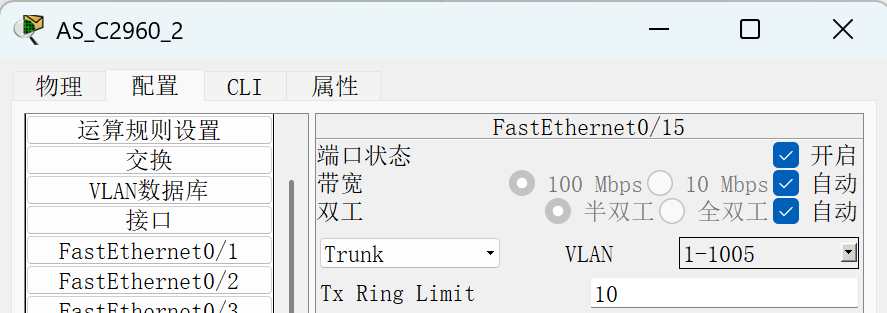 AS_C2960_2
物理 配置 CLI 属性
运算规则设置
交换
VLAN数据库
接口
FastEthernet0/1
FastEthernet0/2
FastEthernet0/3
FastEthernet0/15
端口状态 开启
带宽 100 Mbps 10 Mbps 自动
双工 半双工 全双工 自动
Trunk VLAN 1-1005
Tx Ring Limit 10